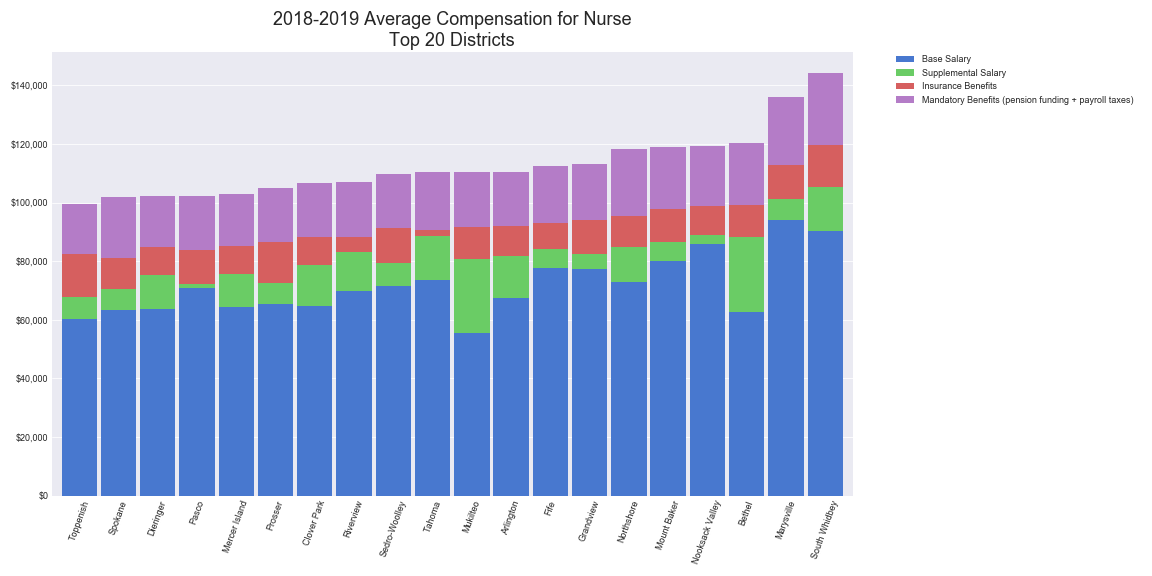 2018-2019 Average Compensation for Nurse
Top 20 Districts
Base Salary
Supplemental Salary
Insurance Benefits
Mandatory Benefits (pension funding + payroll taxes)
$140,000
$120,000
$100,000
$80,000
$60,000
$40,000
$20,000
$0
Toppenish
Spokane
Dieringer
Pasco
Mercer Island
Prosser
Clover Park
Riverview
Sedro-Woolley
Tahoma
Mukilteo
Arlington
Fife
Grandview
Northshore
Mount Baker
Nooksack Valley
Bethel
Marysville
South Whidbey